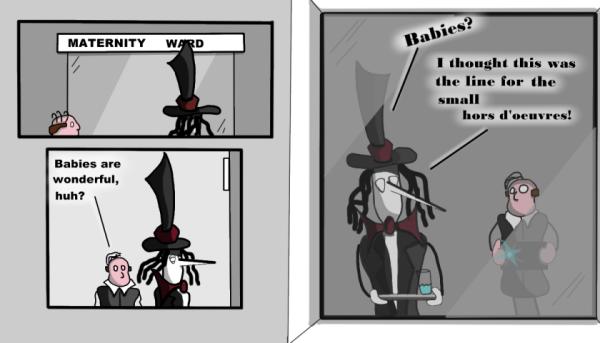 MATERNITY WARD
Babies are
wonderful,
huh?
Babies?
I thought this was
the line for the
small
hors d'oeuvres!